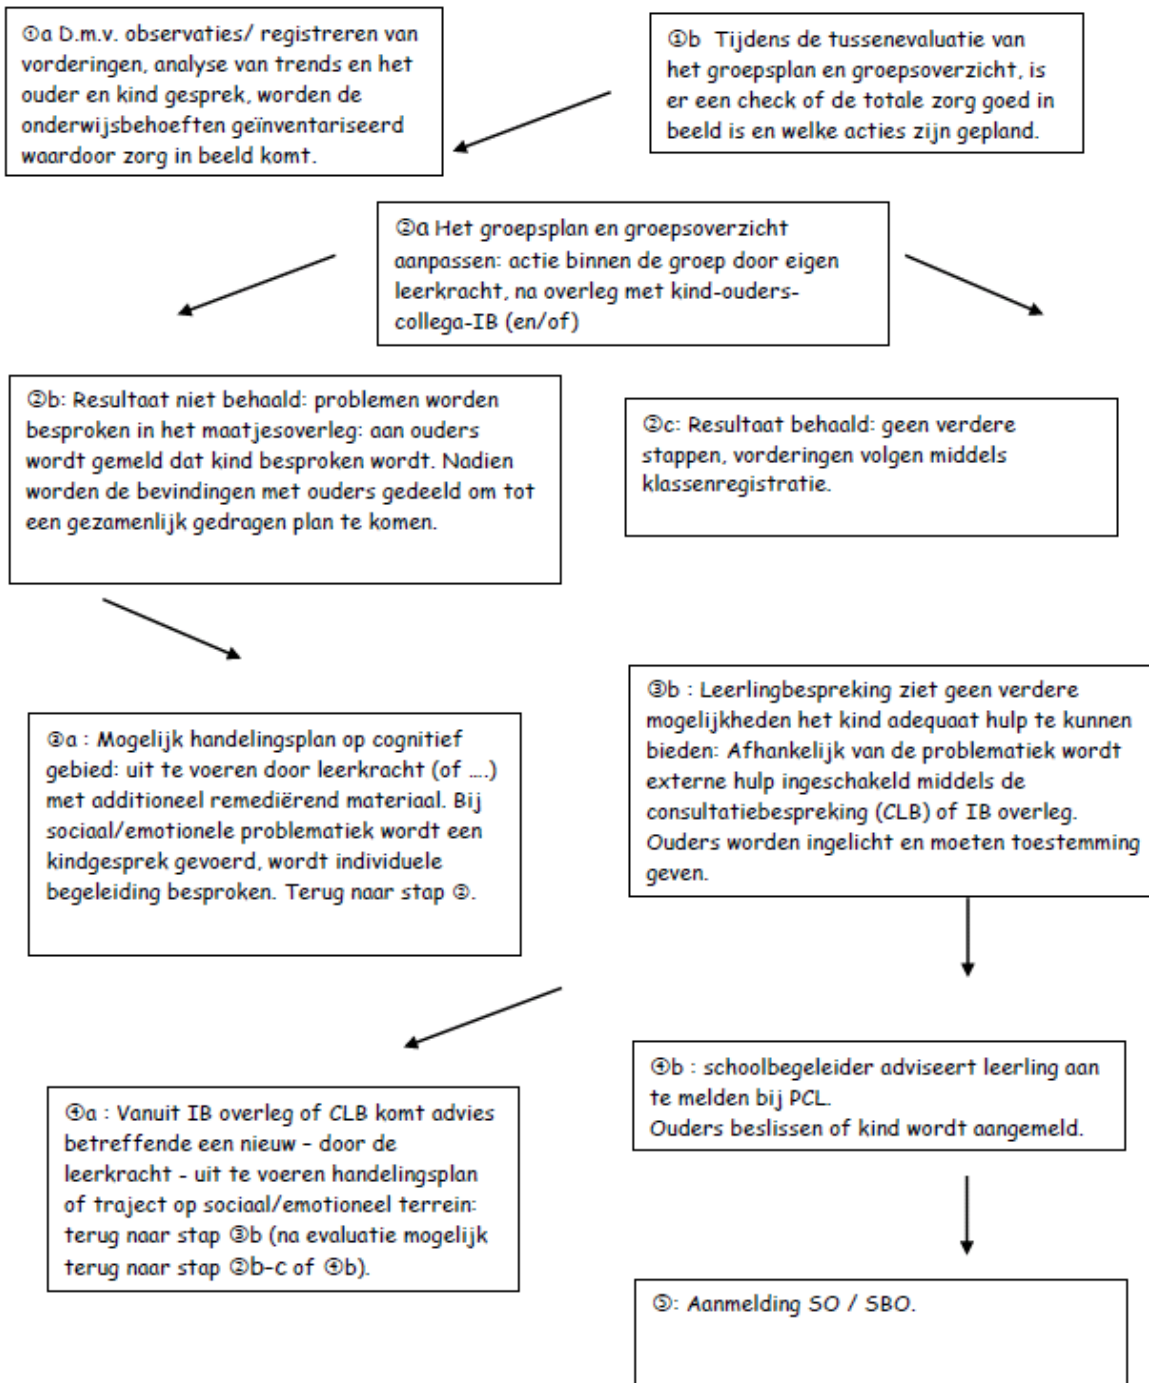 ①a D.m.v. observaties/ registreren van
vorderingen, analyse van trends en het
ouder en kind gesprek, worden de
onderwijsbehoeften geïnventariseerd
waardoor zorg in beeld komt.
①b Tijdens de tussenevaluatie van
het groepsplan en groepsoverzicht, is
er een check of de totale zorg goed in
beeld is en welke acties zijn gepland.
②a Het groepsplan en groepsoverzicht
aanpassen: actie binnen de groep door eigen
leerkracht, na overleg met kind-ouders-
collega-IB (en/of)
②b: Resultaat niet behaald: problemen worden
besproken in het maatjesoverleg: aan ouders
wordt gemeld dat kind besproken wordt. Nadien
worden de bevindingen met ouders gedeeld om tot
een gezamenlijk gedragen plan te komen.
②c: Resultaat behaald: geen verdere
stappen, vorderingen volgen middels
klassenregistratie.
③a : Mogelijk handelingsplan op cognitief
gebied: uit te voeren door leerkracht (of ….)
met additioneel remediërend materiaal. Bij
sociaal/emotionele problematiek wordt een
kindgesprek gevoerd, wordt individuele
begeleiding besproken. Terug naar stap ②.
③b : Leerlingbespreking ziet geen verdere
mogelijkheden het kind adequaat hulp te kunnen
bieden: Afhankelijk van de problematiek wordt
externe hulp ingeschakeld middels de
consultatiebespreking (CLB) of IB overleg.
Ouders worden ingelicht en moeten toestemming
geven.
④a : Vanuit IB overleg of CLB komt advies
betreffende een nieuw – door de
leerkracht - uit te voeren handelingsplan
of traject op sociaal/emotioneel terrein:
terug naar stap ③b (na evaluatie mogelijk
terug naar stap ②b-c of ④b).
④b : schoolbegeleider adviseert leerling aan
te melden bij PCL.
Ouders beslissen of kind wordt aangemeld.
⑤: Aanmelding SO / SBO.